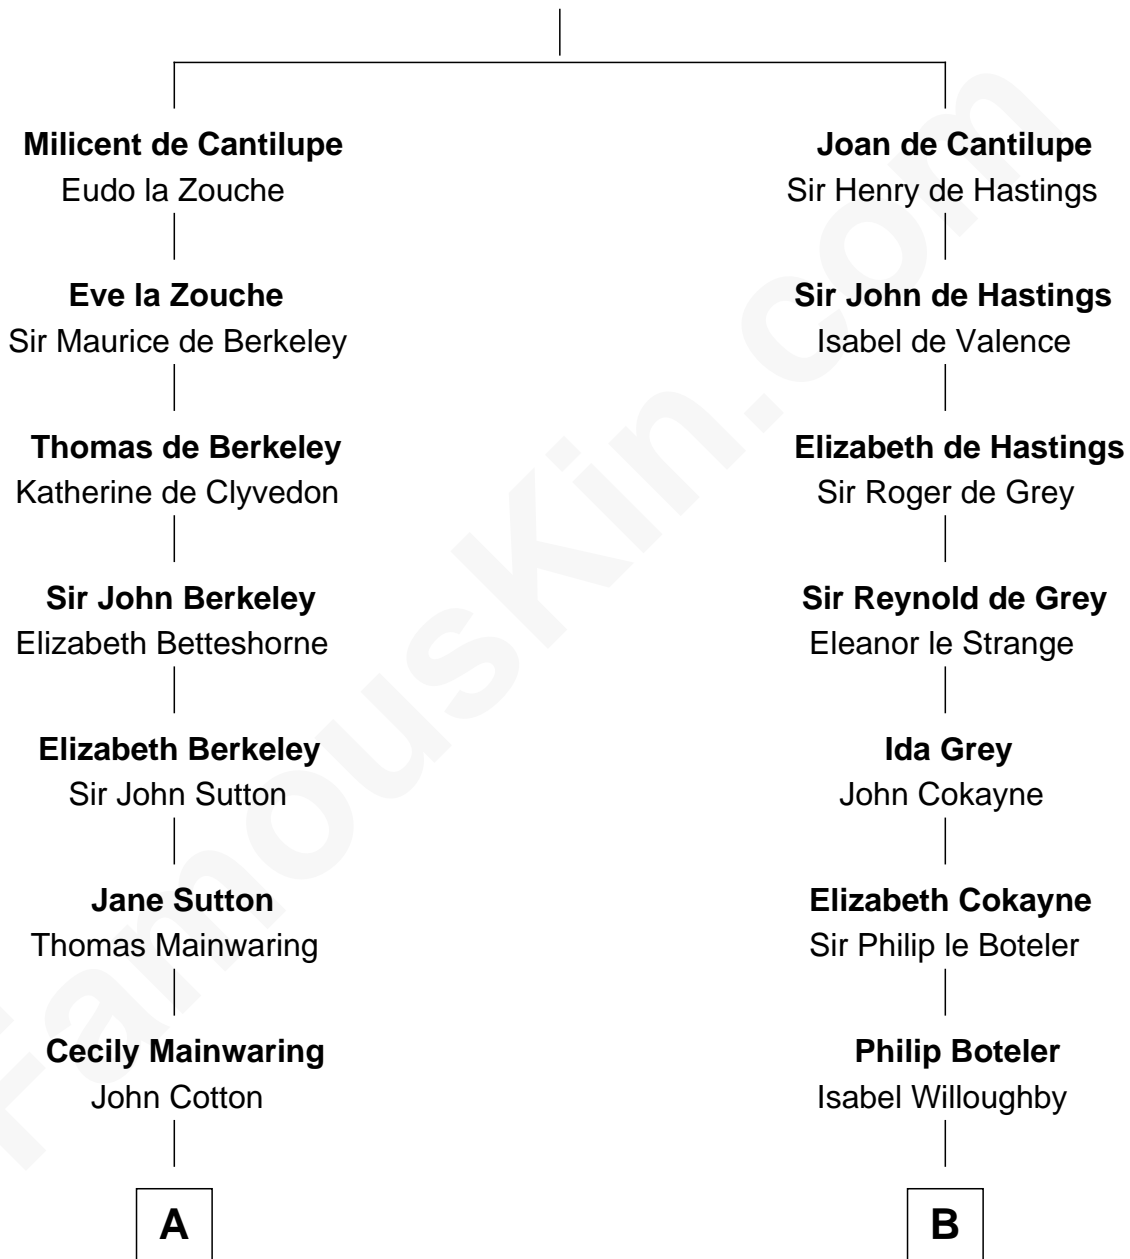 Milicent de Cantilupe
Eudo la Zouche
Eve la Zouche
Sir Maurice de Berkeley
Thomas de Berkeley
Katherine de Clyvedon
Sir John Berkeley
Elizabeth Betteshorne
Elizabeth Berkeley
Sir John Sutton
Jane Sutton
Thomas Mainwaring
Cecily Mainwaring
John Cotton
A
Joan de Cantilupe
Sir Henry de Hastings
Sir John de Hastings
Isabel de Valence
Elizabeth de Hastings
Sir Roger de Grey
Sir Reynold de Grey
Eleanor le Strange
Ida Grey
John Cokayne
Elizabeth Cokayne
Sir Philip le Boteler
Philip Boteler
Isabel Willoughby
B
FamousKin.com